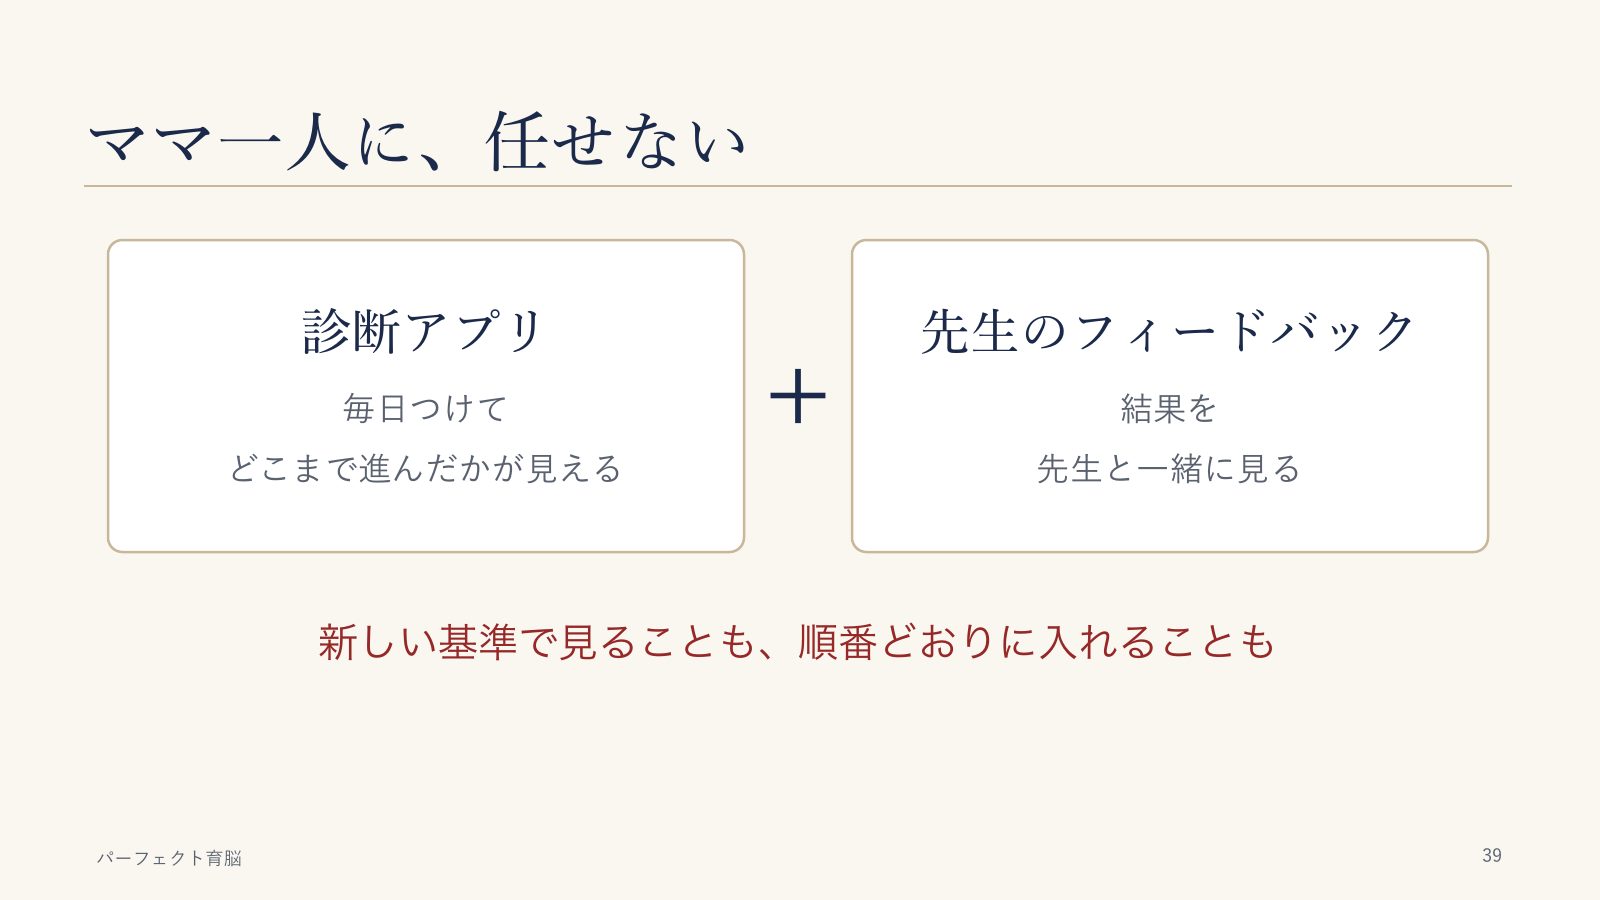 ママ一人に、任せない
診断アプリ
毎日つけて
どこまで進んだかが見える
+
先生のフィードバック
結果を
先生と一緒に見る
新しい基準で見ることも、順番どおりに入れることも
パーフェクト育脳
39